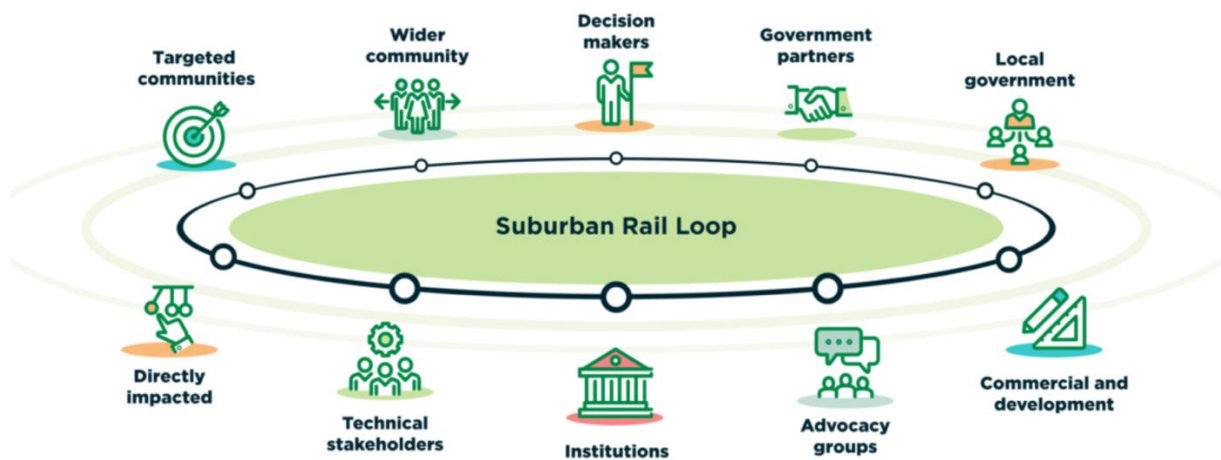 Targeted
communities
Wider
community
Decision
makers
Government
partners
Local
government
Suburban Rail Loop
Directly
impacted
Technical
stakeholders
Institutions
Advocacy
groups
Commercial and
development